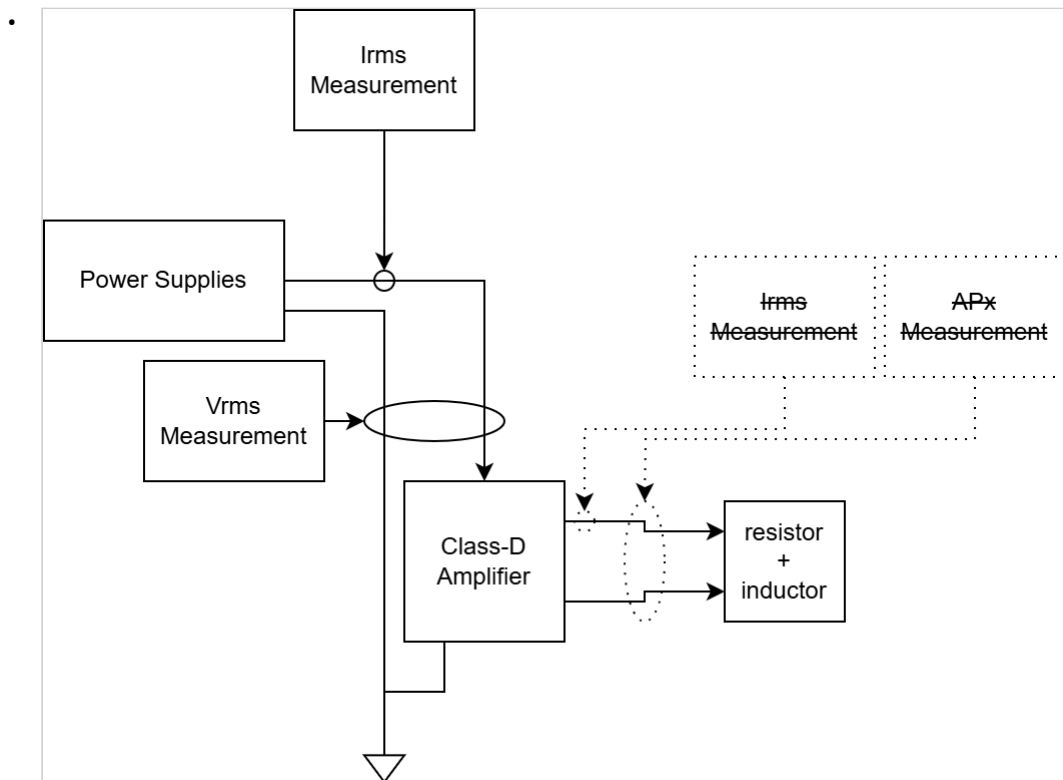 Irms
Measurement
Power Supplies
Irms
Measurement
APx
Measurement
Vrms
Measurement
Class-D
Amplifier
resistor
+
inductor